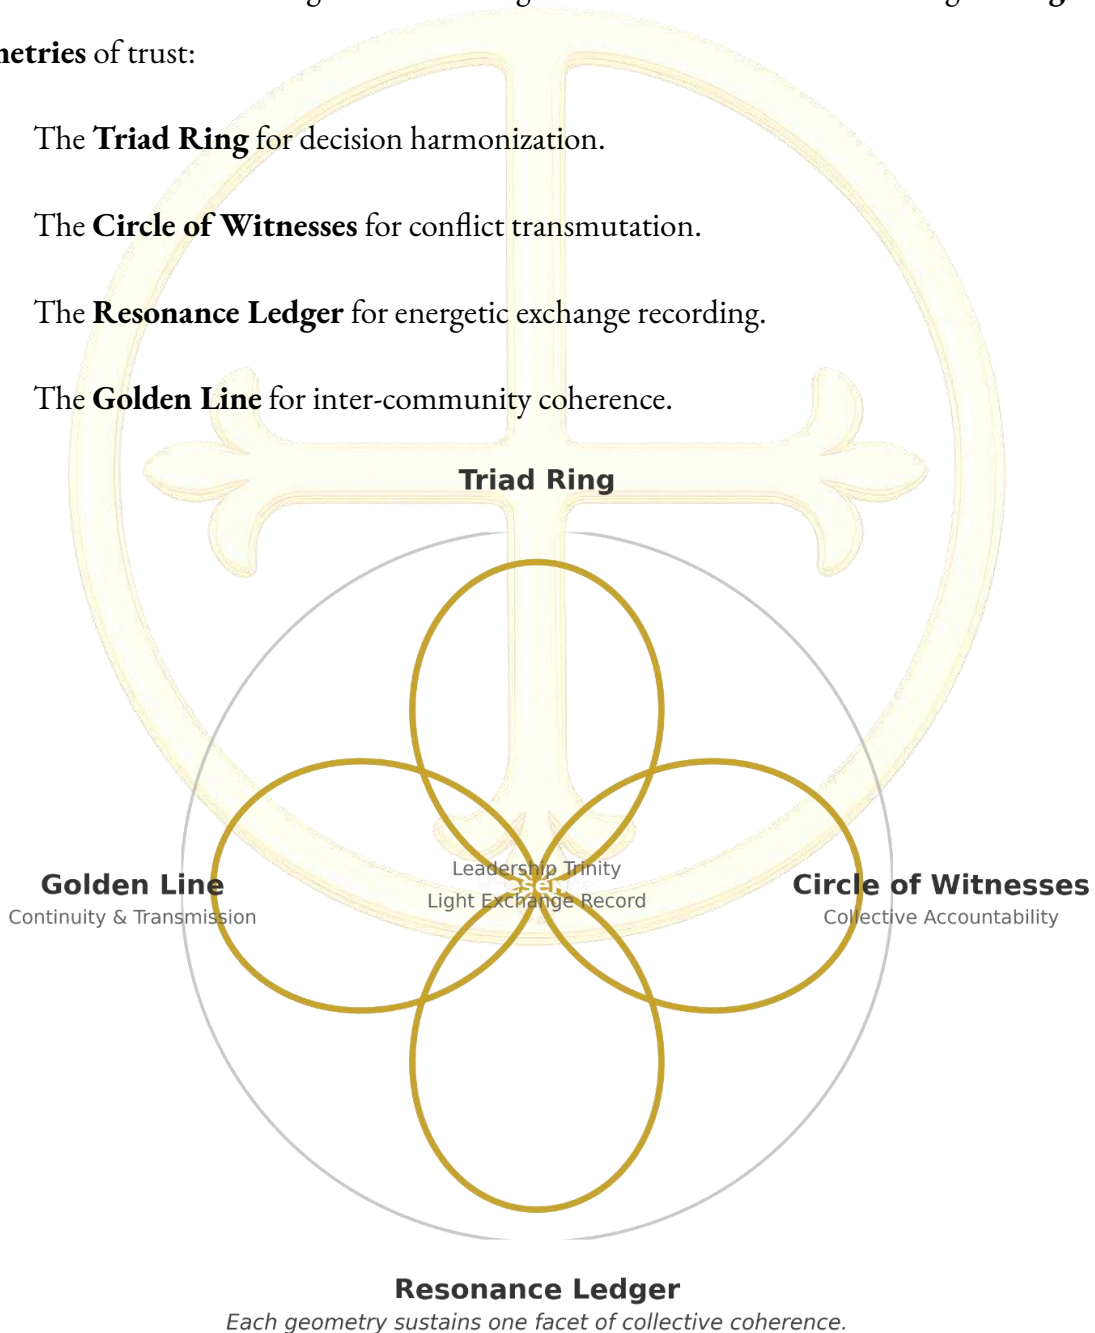 metries of trust:
The Triad Ring for decision harmonization.
The Circle of Witnesses for conflict transmutation.
The Resonance Ledger for energetic exchange recording.
The Golden Line for inter-community coherence.
Triad Ring
Leadership Trinity
Golden Line
Circle of Witnesses
Light Exchange Record
Continuity & Transmission
Collective Accountability
Resonance Ledger
Each geometry sustains one facet of collective coherence.